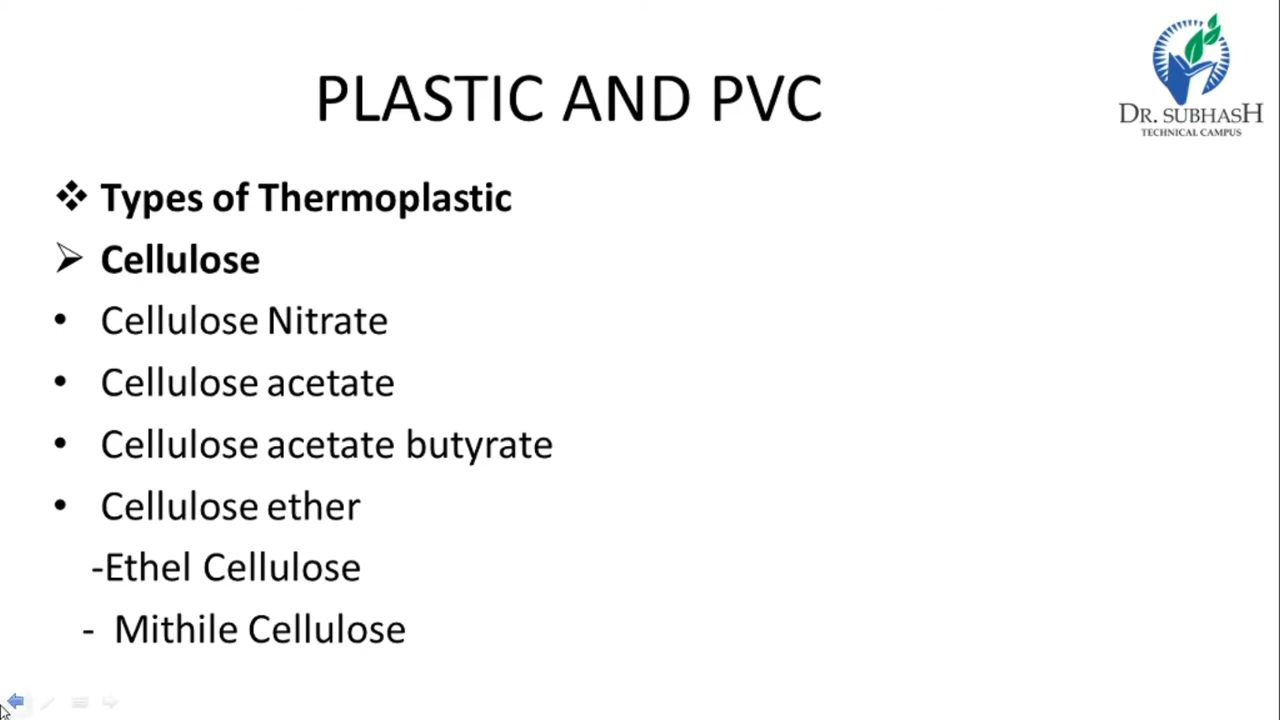 PLASTIC AND PVC
DR. SUBHASH
TECHNICAL CAMPUS
❖ Types of Thermoplastic
➢ Cellulose
• Cellulose Nitrate
• Cellulose acetate
• Cellulose acetate butyrate
• Cellulose ether
-Ethel Cellulose
- Mithile Cellulose